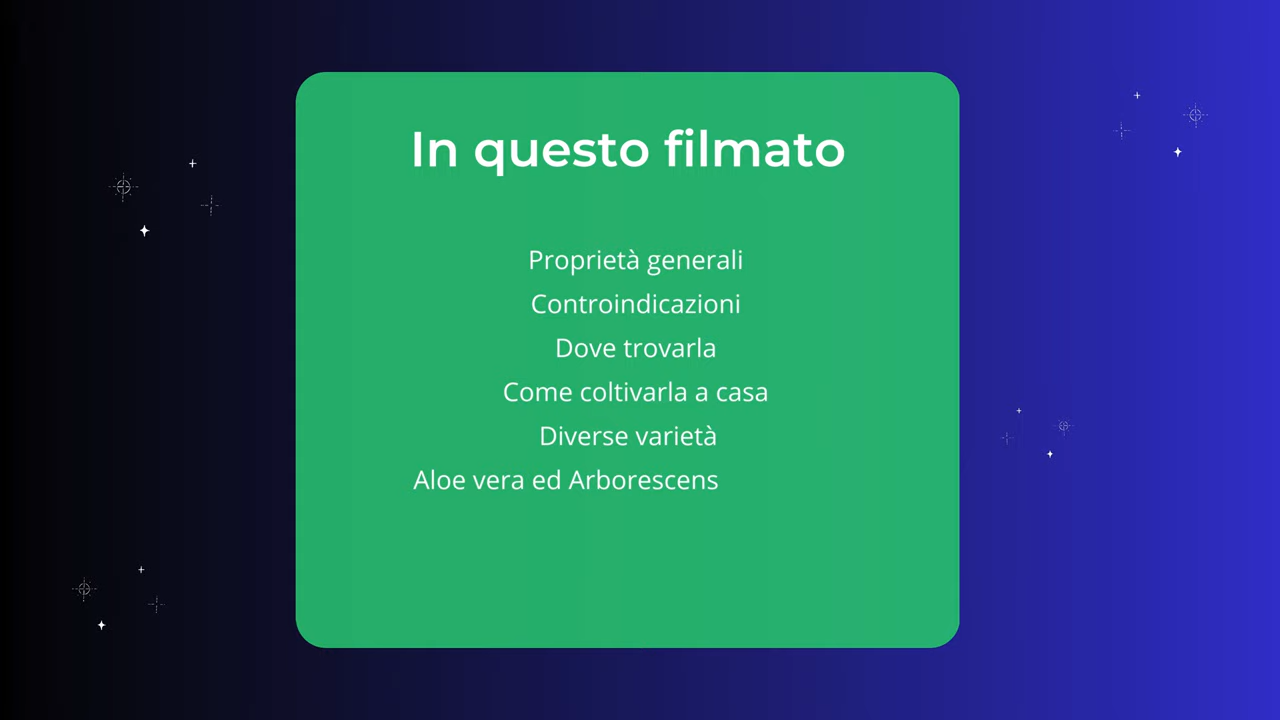 In questo filmato
Proprietà generali
Controindicazioni
Dove trovarla
Come coltivarla a casa
Diverse varietà
Aloe vera ed Arborescens